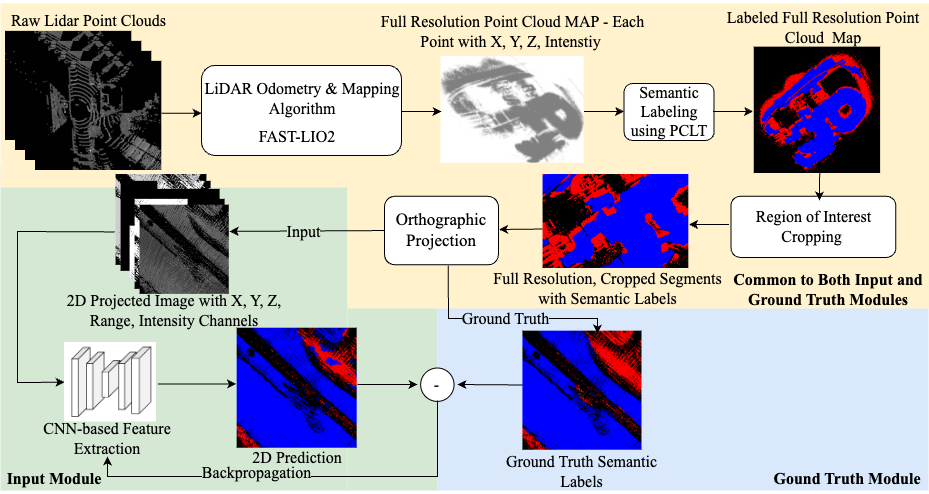 Raw Lidar Point Clouds
Full Resolution Point Cloud MAP - Each
Point with X, Y, Z, Intenstiy
Labeled Full Resolution Point
Cloud Map
LiDAR Odometry & Mapping
Algorithm
FAST-LIO2
Semantic
Labeling
using PCLT
Orthographic
Projection
Region of Interest
Cropping
Input
Full Resolution, Cropped Segments
with Semantic Labels
Common to Both Input and
Ground Truth Modules
2D Projected Image with X, Y, Z,
Range, Intensity Channels
Ground Truth
-
CNN-based Feature
Extraction
2D Prediction
Backpropagation
Ground Truth Semantic
Labels
Input Module
Gound Truth Module